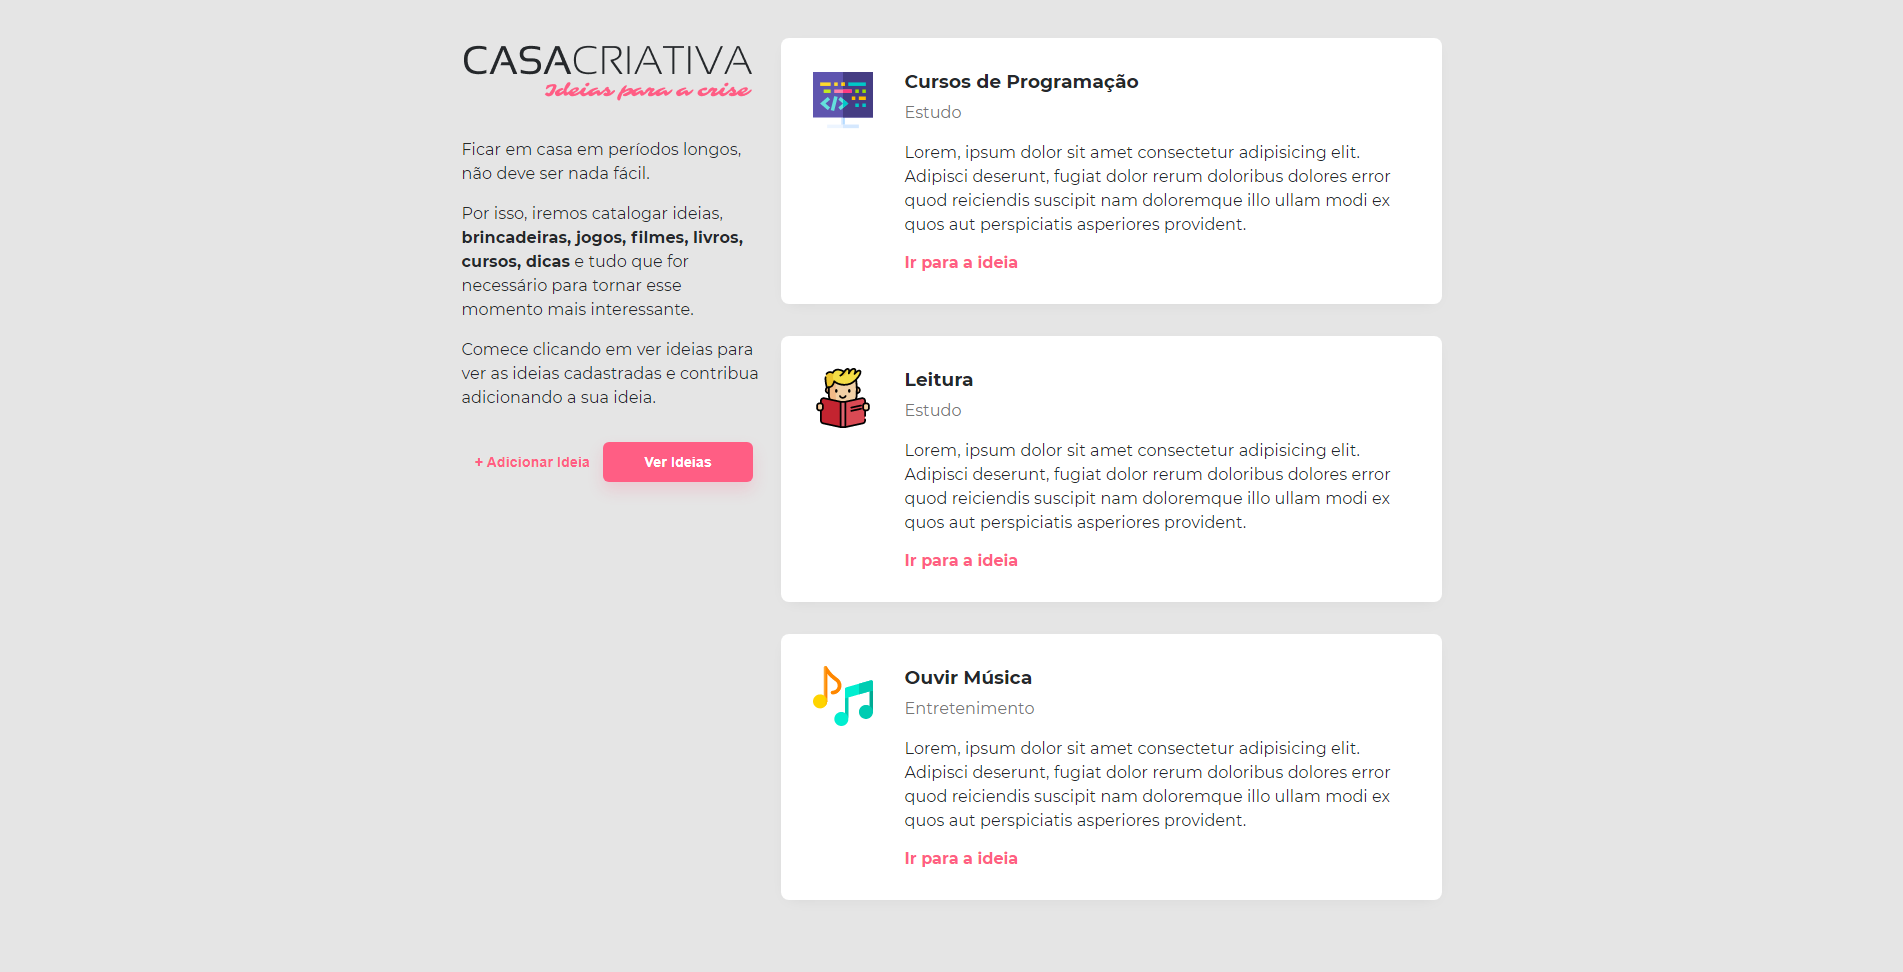 CASACRIATIVA
Ideias para a crise
Ficar em casa em períodos longos,
não deve ser nada fácil.
Por isso, iremos catalogar ideias,
brincadeiras, jogos, filmes, livros,
cursos, dicas e tudo que for
necessário para tornar esse
momento mais interessante.
Comece clicando em ver ideias para
ver as ideias cadastradas e contribua
adicionando a sua ideia.
+ Adicionar Ideia
Ver Ideias
Cursos de Programação
Estudo
Lorem, ipsum dolor sit amet consectetur adipisicing elit.
Adipisci deserunt, fugiat dolor rerum doloribus dolores error
quod reiciendis suscipit nam doloremque illo ullam modi ex
quos aut perspiciatis asperiores provident.
Ir para a ideia
Leitura
Estudo
Lorem, ipsum dolor sit amet consectetur adipisicing elit.
Adipisci deserunt, fugiat dolor rerum doloribus dolores error
quod reiciendis suscipit nam doloremque illo ullam modi ex
quos aut perspiciatis asperiores provident.
Ir para a ideia
Ouvir Música
Entretenimento
Lorem, ipsum dolor sit amet consectetur adipisicing elit.
Adipisci deserunt, fugiat dolor rerum doloribus dolores error
quod reiciendis suscipit nam doloremque illo ullam modi ex
quos aut perspiciatis asperiores provident.
Ir para a ideia